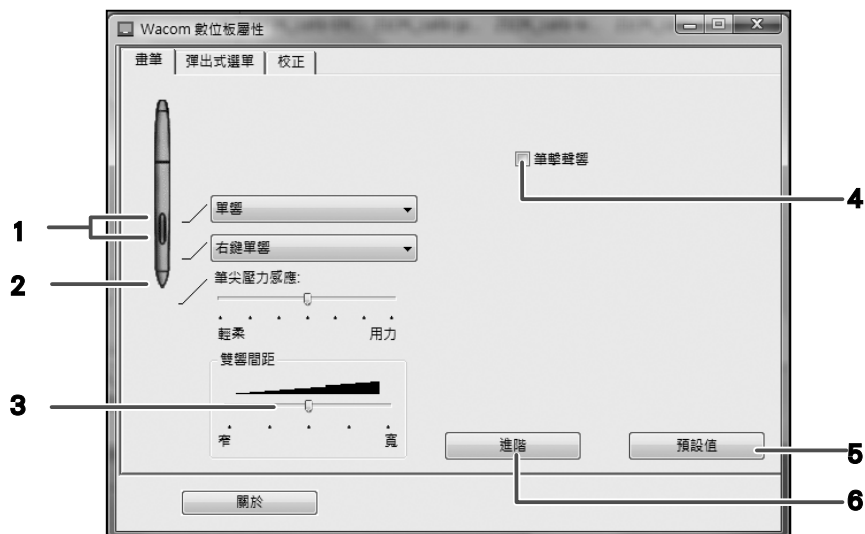 Wacom 數位板屬性
畫筆 彈出式選單 校正
筆擊聲響
4
單響
1
右鍵單響
2
筆尖壓力感應:
輕柔 用力
雙響間距
3
窄 寬
進階 預設值
5
關於
6